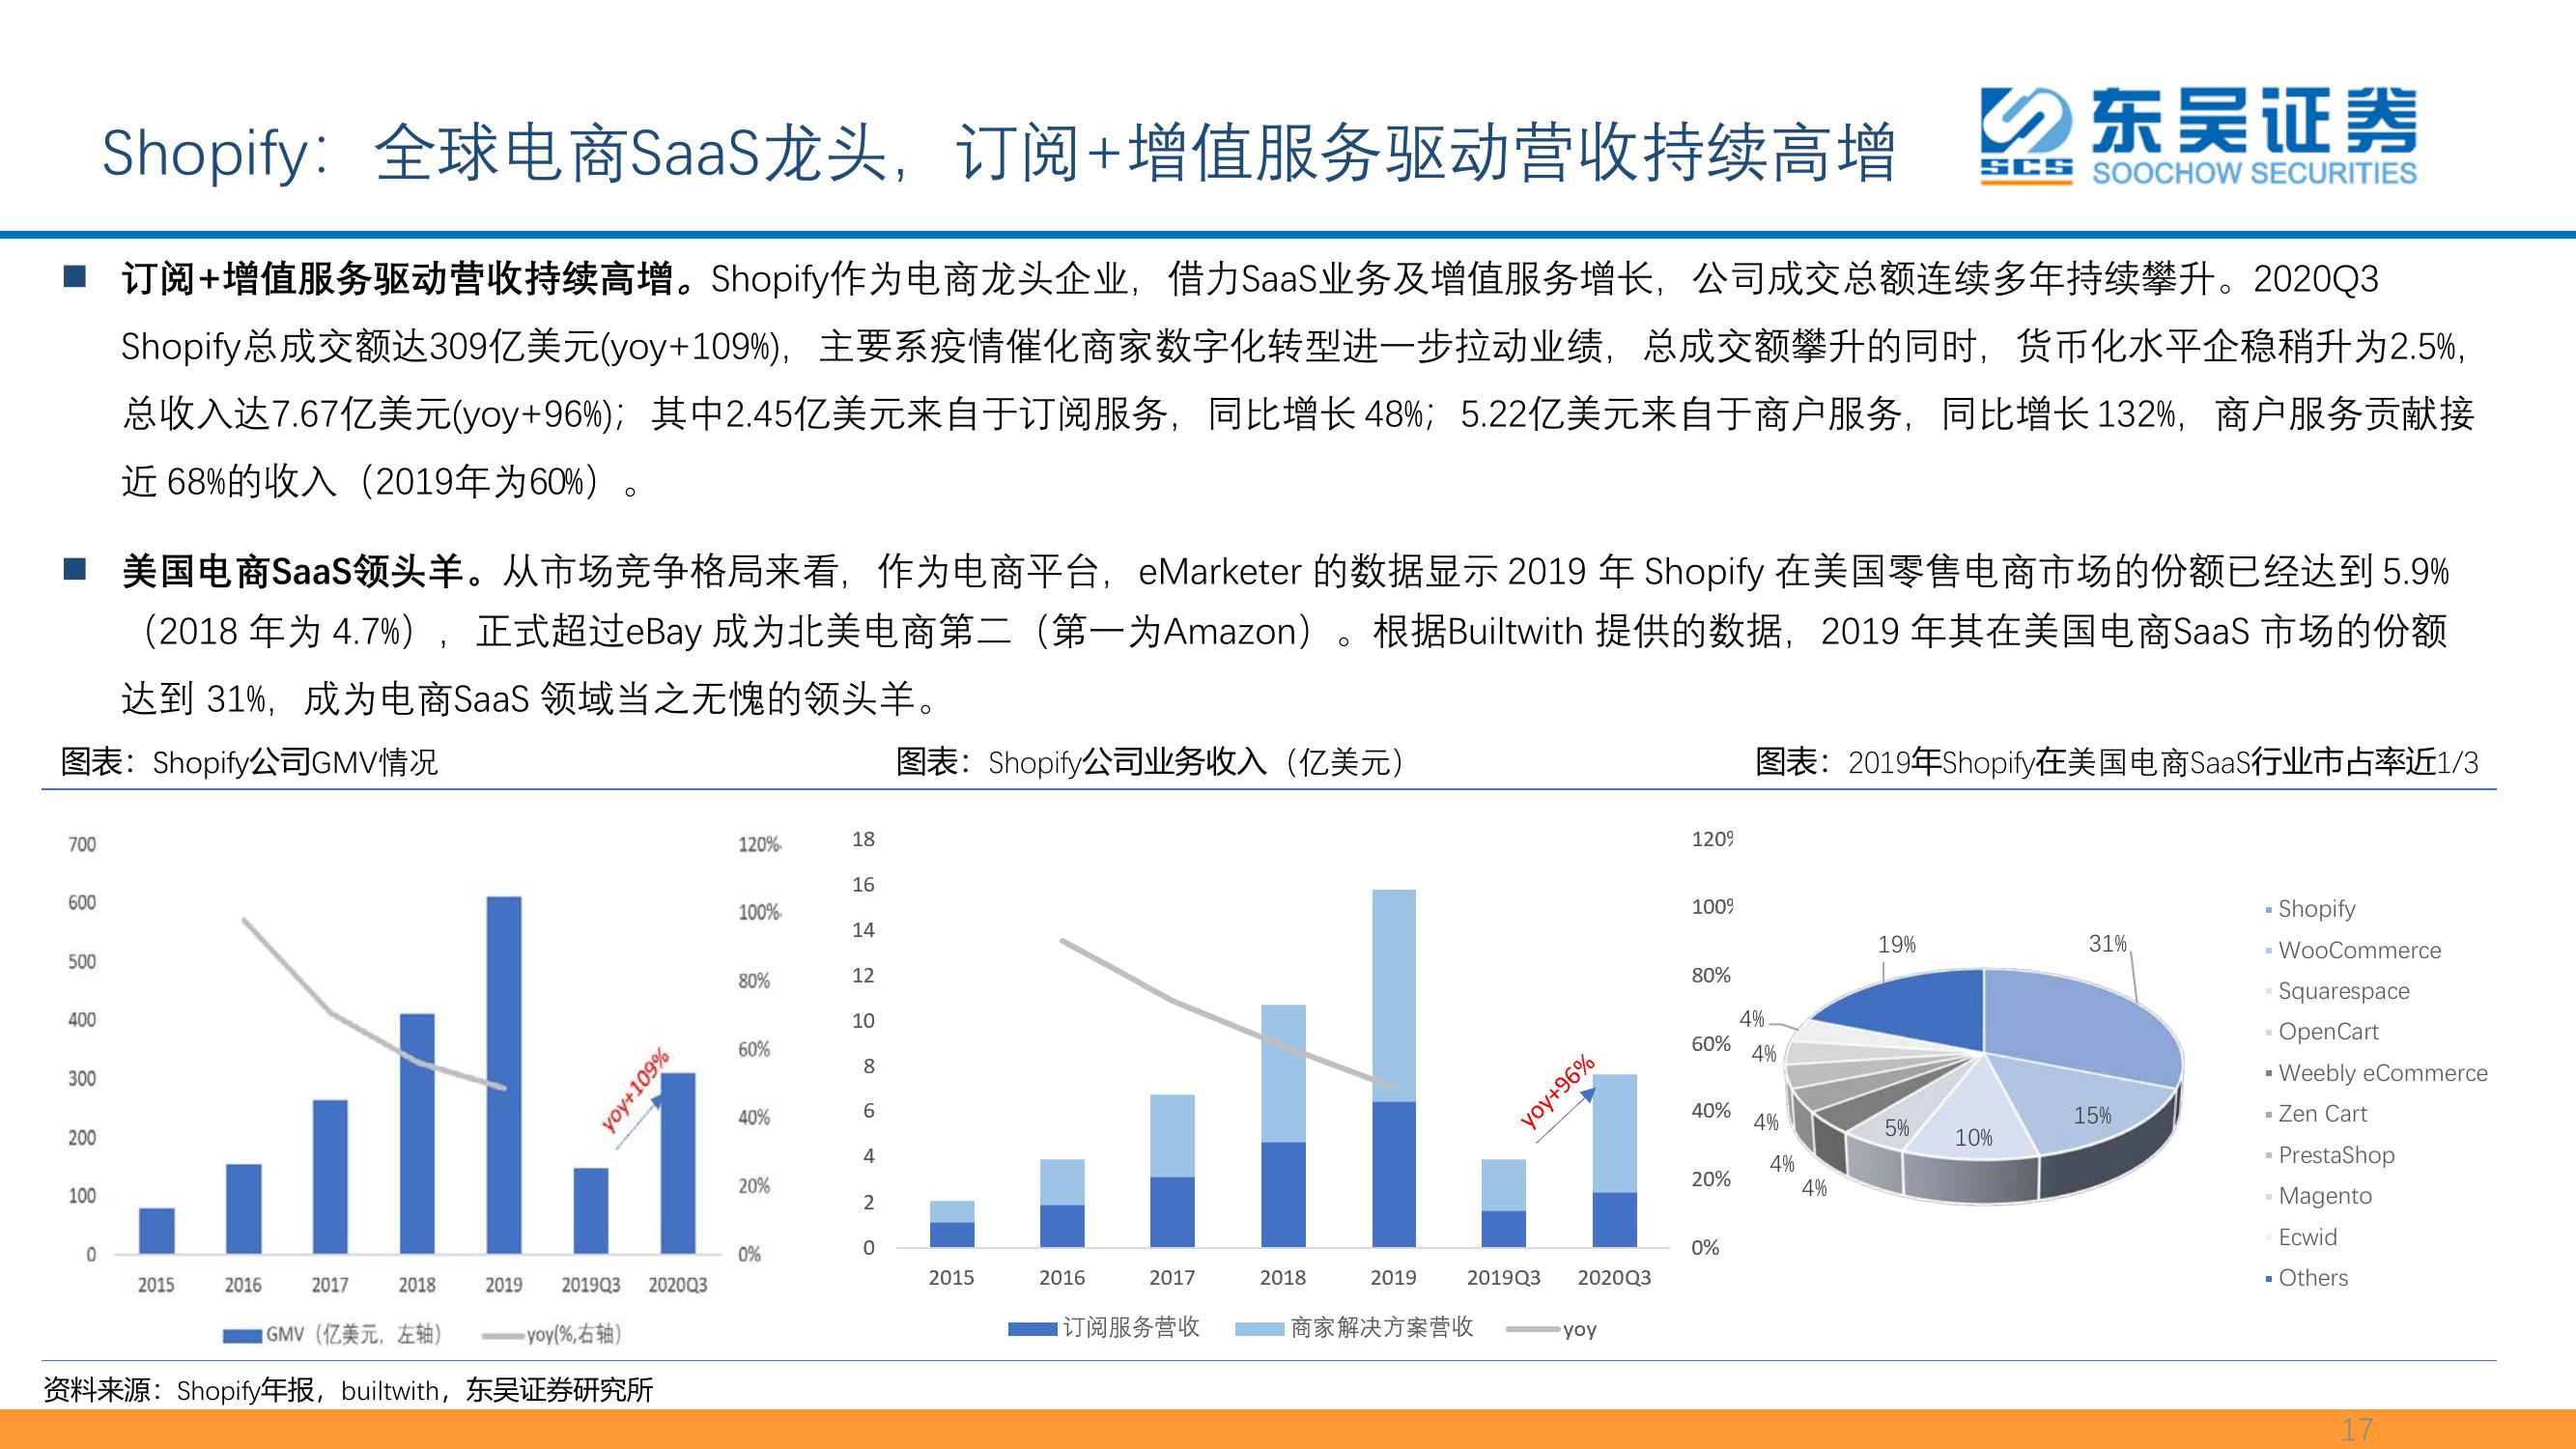 Shopify：全球电商SaaS龙头，订阅+增值服务驱动营收持续高增
SCS
东吴证券
SOOCHOW SECURITIES
■ 订阅+增值服务驱动营收持续高增。Shopify作为电商龙头企业，借力SaaS业务及增值服务增长，公司成交总额连续多年持续攀升。2020Q3
Shopify总成交额达309亿美元(yoy+109%)，主要系疫情催化商家数字化转型进一步拉动业绩，总成交额攀升的同时，货币化水平企稳稍升为2.5%，
总收入达7.67亿美元(yoy+96%)；其中2.45亿美元来自于订阅服务，同比增长 48%；5.22亿美元来自于商户服务，同比增长 132%，商户服务贡献接
近 68%的收入（2019年为60%）。
■ 美国电商SaaS领头羊。从市场竞争格局来看，作为电商平台，eMarketer 的数据显示 2019 年 Shopify 在美国零售电商市场的份额已经达到 5.9%
（2018 年为 4.7%），正式超过eBay 成为北美电商第二（第一为Amazon）。根据Builtwith 提供的数据，2019 年其在美国电商SaaS 市场的份额
达到 31%，成为电商SaaS 领域当之无愧的领头羊。
图表：Shopify公司GMV情况
700
600
500
400
300
200
100
0
120%
100%
80%
60%
40%
20%
0%
yoy+109%
2015 2016 2017 2018 2019 2019Q3 2020Q3
GMV（亿美元，左轴） yoy(%,右轴)
图表：Shopify公司业务收入（亿美元）
18
16
14
12
10
8
6
4
2
0
120%
100%
80%
60%
40%
20%
0%
yoy+96%
2015 2016 2017 2018 2019 2019Q3 2020Q3
订阅服务营收 商家解决方案营收 yoy
图表：2019年Shopify在美国电商SaaS行业市占率近1/3
19%
31%
4%
4%
4%
4%
4%
5%
10%
15%
Shopify
WooCommerce
Squarespace
OpenCart
Weebly eCommerce
Zen Cart
PrestaShop
Magento
Ecwid
Others
资料来源：Shopify年报，builtwith，东吴证券研究所
17